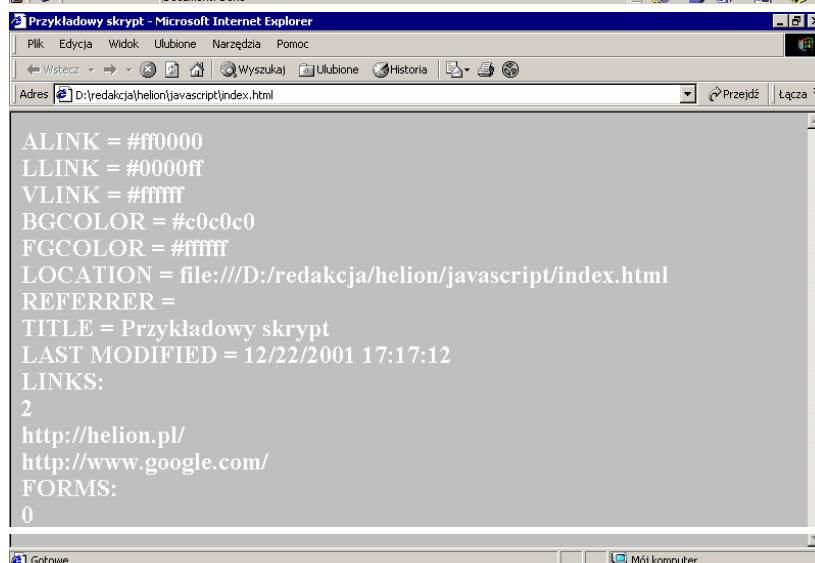 Przykładowy skrypt - Microsoft Internet Explorer
Plik Edycja Widok Ulubione Narzędzia Pomoc
Wstecz Wyszukaj Ulubione Historia
Adres D:\redakcja\helion\javascript\index.html Przejdź Łącza
ALINK = #ff0000
LLINK = #0000ff
VLINK = #ffffff
BGCOLOR = #c0c0c0
FGCOLOR = #ffffff
LOCATION = file:///D:/redakcja/helion/javascript/index.html
REFERRER =
TITLE = Przykładowy skrypt
LAST MODIFIED = 12/22/2001 17:17:12
LINKS:
2
http://helion.pl/
http://www.google.com/
FORMS:
0
Gotowe Mój komputer